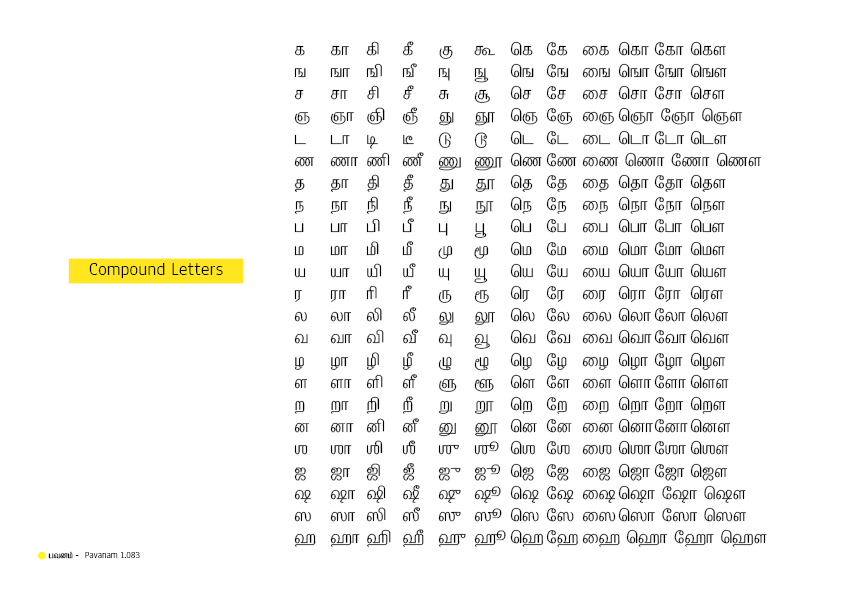 க கா கி கீ கு கூ கெ கே கை கொ கோ கௌ
ங ஙா ஙி ஙீ ஙு ஙூ ஙெ ஙே ஙை ஙொ ஙோ ஙௌ
ச சா சி சீ சு சூ செ சே சை சொ சோ சௌ
ஞ ஞா ஞி ஞீ ஞு ஞூ ஞெ ஞே ஞை ஞொ ஞோ ஞௌ
ட டா டி டீ டு டூ டெ டே டை டொ டோ டௌ
ண ணா ணி ணீ ணு ணூ ணெ ணே ணை ணொ ணோ ணௌ
த தா தி தீ து தூ தெ தே தை தொ தோ தௌ
ந நா நி நீ நு நூ நெ நே நை நொ நோ நௌ
ப பா பி பீ பு பூ பெ பே பை பொ போ பௌ
ம மா மி மீ மு மூ மெ மே மை மொ மோ மௌ
Compound Letters
ய யா யி யீ யு யூ யெ யே யை யொ யோ யௌ
ர ரா ரி ரீ ரு ரூ ரெ ரே ரை ரொ ரோ ரௌ
ல லா லி லீ லு லூ லெ லே லை லொ லோ லௌ
வ வா வி வீ வு வூ வெ வே வை வொ வோ வௌ
ழ ழா ழி ழீ ழு ழூ ழெ ழே ழை ழொ ழோ ழௌ
ள ளா ளி ளீ ளு ளூ ளெ ளே ளை ளொ ளோ ளௌ
ற றா றி றீ று றூ றெ றே றை றொ றோ றௌ
ன னா னி னீ னு னூ னெ னே னை னொ னோ னௌ
ஶ ஶா ஶி ஶீ ஶு ஶூ ஶெ ஶே ஶை ஶொ ஶோ ஶௌ
ஜ ஜா ஜி ஜீ ஜு ஜூ ஜெ ஜே ஜை ஜொ ஜோ ஜௌ
ஷ ஷா ஷி ஷீ ஷு ஷூ ஷெ ஷே ஷை ஷொ ஷோ ஷௌ
ஸ ஸா ஸி ஸீ ஸு ஸூ ஸெ ஸே ஸை ஸொ ஸோ ஸௌ
ஹ ஹா ஹி ஹீ ஹு ஹூ ஹெ ஹே ஹை ஹொ ஹோ ஹௌ
பவனம் - Pavanam 1.083